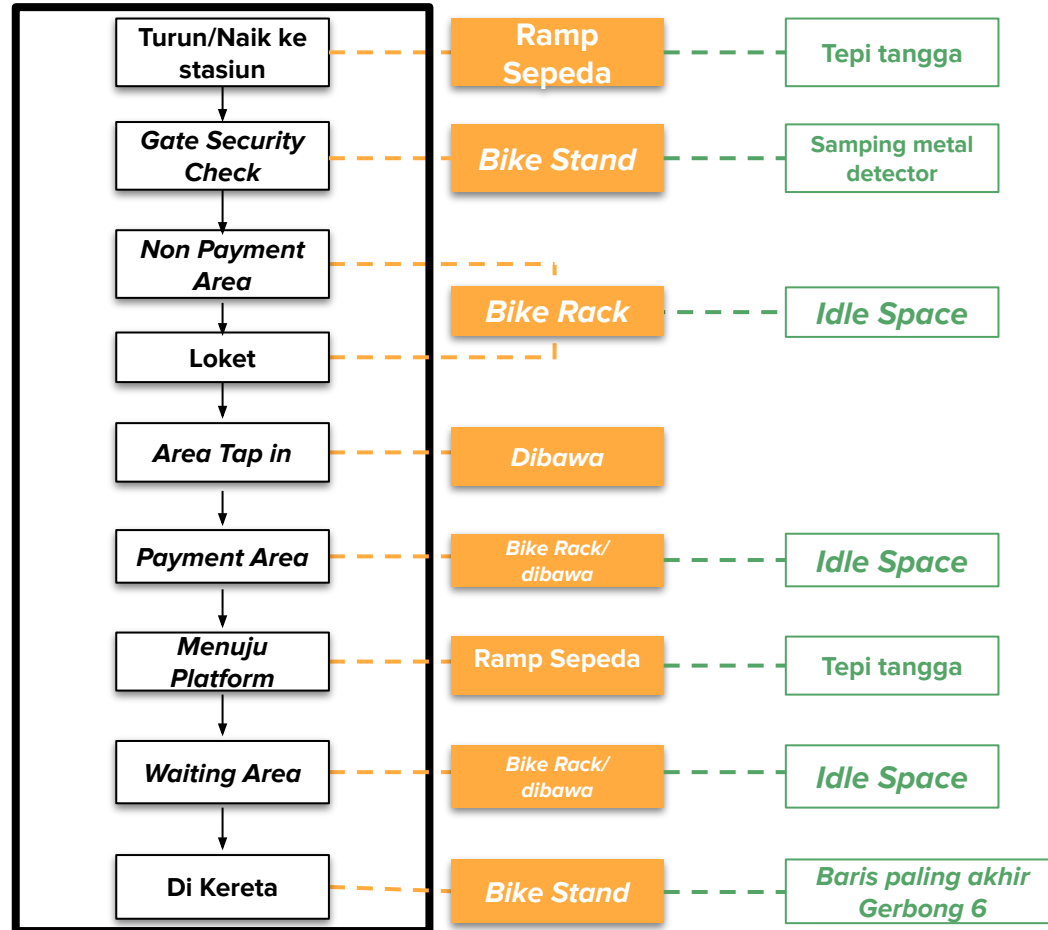 Turun/Naik ke
stasiun
Ramp
Sepeda
Tepi tangga
Gate Security
Check
Bike Stand
Samping metal
detector
Non Payment
Area
Bike Rack
Idle Space
Loket
Area Tap in
Dibawa
Payment Area
Bike Rack/
dibawa
Idle Space
Menuju
Platform
Ramp Sepeda
Tepi tangga
Waiting Area
Bike Rack/
dibawa
Idle Space
Di Kereta
Bike Stand
Baris paling akhir
Gerbong 6